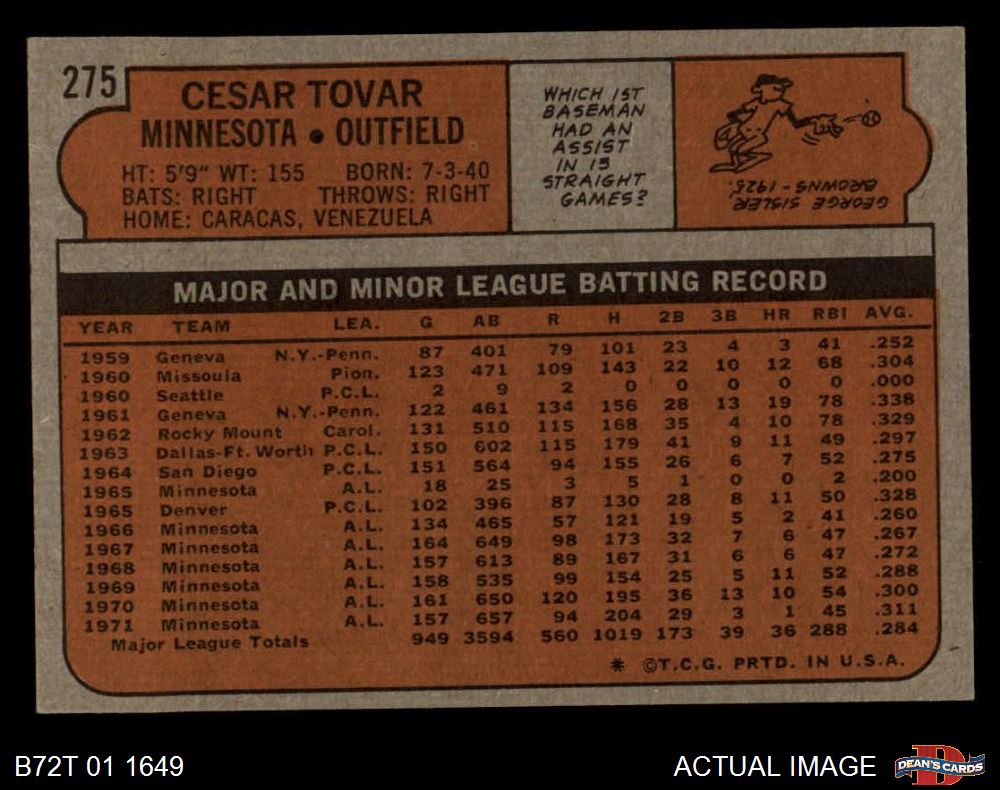 275
CESAR TOVAR
MINNESOTA • OUTFIELD
HT: 5'9" WT: 155 BORN: 7-3-40
BATS: RIGHT THROWS: RIGHT
HOME: CARACAS, VENEZUELA
WHICH 1ST
BASEMAN
HAD AN
ASSIST
IN 13
STRAIGHT
GAMES?
GEORGE SISLER,
BROWNS - 1925.
MAJOR AND MINOR LEAGUE BATTING RECORD
YEAR TEAM LEA. G AB R H 2B 3B HR RBI AVG.
1959 Geneva N.Y.-Penn. 87 401 79 101 23 4 3 41 .252
1960 Missoula Pion. 123 471 109 143 22 10 12 68 .304
1960 Seattle P.C.L. 2 9 2 0 0 0 0 0 .000
1961 Geneva N.Y.-Penn. 122 461 134 156 28 13 19 78 .338
1962 Rocky Mount Carol. 131 510 115 168 35 4 10 78 .329
1963 Dallas-Ft. Worth P.C.L. 150 602 115 179 41 9 11 49 .297
1964 San Diego P.C.L. 151 564 94 155 26 6 7 52 .275
1965 Minnesota A.L. 18 25 3 5 1 0 0 2 .200
1965 Denver P.C.L. 102 396 87 130 28 8 11 50 .328
1966 Minnesota A.L. 134 465 57 121 19 5 2 41 .260
1967 Minnesota A.L. 164 649 98 173 32 7 6 47 .267
1968 Minnesota A.L. 157 613 89 167 31 6 6 47 .272
1969 Minnesota A.L. 158 535 99 154 25 5 11 52 .288
1970 Minnesota A.L. 161 650 120 195 36 13 10 54 .300
1971 Minnesota A.L. 157 657 94 204 29 3 1 45 .311
Major League Totals 949 3594 560 1019 173 39 36 288 .284
* ©T.C.G. PRTD. IN U.S.A.
B72T 01 1649
ACTUAL IMAGE
DEAN'S CARDS